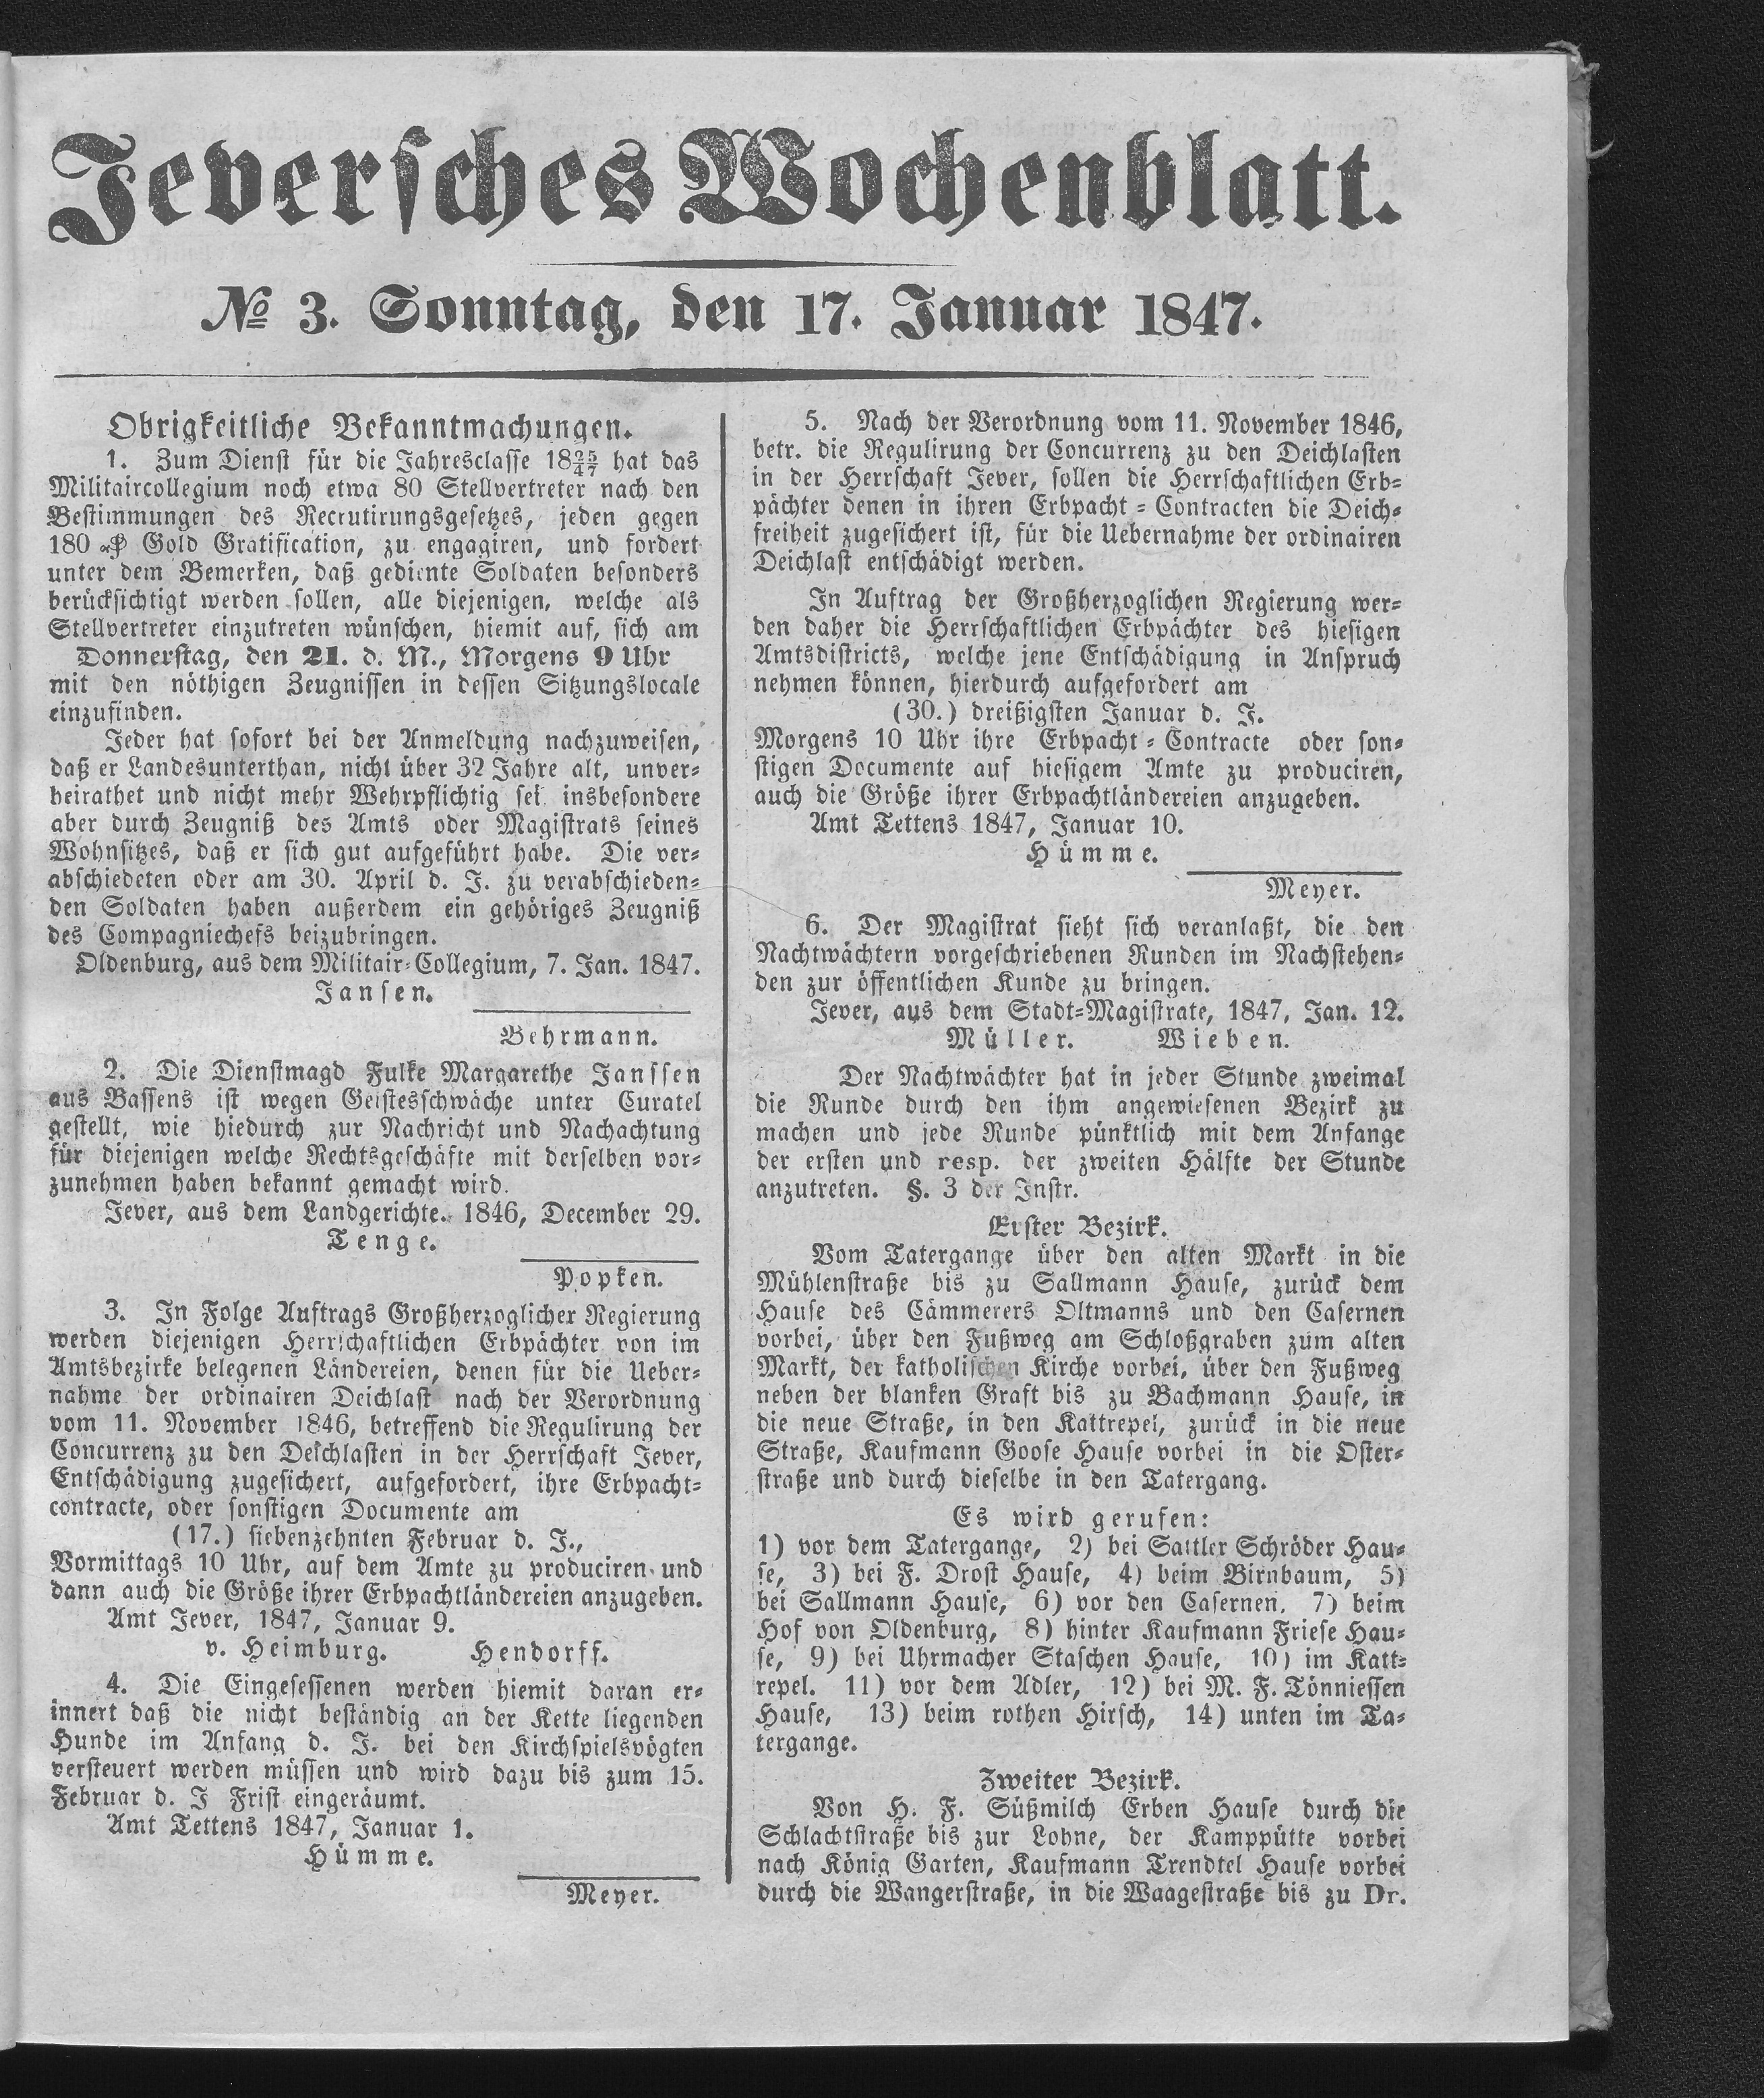 Jeversches Wochenblatt.
№ 3. Sonntag, den 17. Januar 1847.
Obrigkeitliche Bekanntmachungen.
1. Zum Dienst für die Jahresclasse 1825/47 hat das
Militaircollegium noch etwa 80 Stellvertreter nach den
Bestimmungen des Recrutirungsgesetzes, jeden gegen
180 ₰ Gold Gratification, zu engagiren, und fordert
unter dem Bemerken, daß gediente Soldaten besonders
berücksichtigt werden sollen, alle diejenigen, welche als
Stellvertreter einzutreten wünschen, hiemit auf, sich am
Donnerstag, den 21. d. M., Morgens 9 Uhr
mit den nöthigen Zeugnissen in dessen Sitzungslocale
einzufinden.
Jeder hat sofort bei der Anmeldung nachzuweisen,
daß er Landesunterthan, nicht über 32 Jahre alt, unver-
heirathet und nicht mehr Wehrpflichtig sei insbesondere
aber durch Zeugniß des Amts oder Magistrats seines
Wohnsitzes, daß er sich gut aufgeführt habe. Die ver-
abschiedeten oder am 30. April d. J. zu verabschieden-
den Soldaten haben außerdem ein gehöriges Zeugniß
des Compagniechefs beizubringen.
Oldenburg, aus dem Militair-Collegium, 7. Jan. 1847.
Jansen.
Behrmann.
2. Die Dienstmagd Fulke Margarethe Janssen
aus Bassens ist wegen Geistesschwäche unter Curatel
gestellt, wie hiedurch zur Nachricht und Nachachtung
für diejenigen welche Rechtsgeschäfte mit derselben vor-
zunehmen haben bekannt gemacht wird.
Jever, aus dem Landgerichte. 1846, December 29.
Tenge.
Popken.
3. In Folge Auftrags Großherzoglicher Regierung
werden diejenigen Herrschaftlichen Erbpächter von im
Amtsbezirke belegenen Ländereien, denen für die Ueber-
nahme der ordinairen Deichlast nach der Verordnung
vom 11. November 1846, betreffend die Regulirung der
Concurrenz zu den Deichlasten in der Herrschaft Jever,
Entschädigung zugesichert, aufgefordert, ihre Erbpacht-
contracte, oder sonstigen Documente am
(17.) siebenzehnten Februar d. J.,
Vormittags 10 Uhr, auf dem Amte zu produciren und
dann auch die Größe ihrer Erbpachtländereien anzugeben.
Amt Jever, 1847, Januar 9.
v. Heimburg. Hendorff.
4. Die Eingesessenen werden hiemit daran er-
innert daß die nicht beständig an der Kette liegenden
Hunde im Anfang d. J. bei den Kirchspielsvögten
versteuert werden müssen und wird dazu bis zum 15.
Februar d. J Frist eingeräumt.
Amt Tettens 1847, Januar 1.
Hümme.
Meyer.
5. Nach der Verordnung vom 11. November 1846,
betr. die Regulirung der Concurrenz zu den Deichlasten
in der Herrschaft Jever, sollen die Herrschaftlichen Erb-
pächter denen in ihren Erbpacht-Contracten die Deich-
freiheit zugesichert ist, für die Uebernahme der ordinairen
Deichlast entschädigt werden.
In Auftrag der Großherzoglichen Regierung wer-
den daher die Herrschaftlichen Erbpächter des hiesigen
Amtsdistricts, welche jene Entschädigung in Anspruch
nehmen können, hierdurch aufgefordert am
(30.) dreißigsten Januar d. J.
Morgens 10 Uhr ihre Erbpacht-Contracte oder son-
stigen Documente auf hiesigem Amte zu produciren,
auch die Größe ihrer Erbpachtländereien anzugeben.
Amt Tettens 1847, Januar 10.
Hümme.
Meyer.
6. Der Magistrat sieht sich veranlaßt, die den
Nachtwächtern vorgeschriebenen Runden im Nachstehen-
den zur öffentlichen Kunde zu bringen.
Jever, aus dem Stadt-Magistrate, 1847, Jan. 12.
Müller. Wieben.
Der Nachtwächter hat in jeder Stunde zweimal
die Runde durch den ihm angewiesenen Bezirk zu
machen und jede Runde pünktlich mit dem Anfange
der ersten und resp. der zweiten Hälfte der Stunde
anzutreten. §. 3 der Instr.
Erster Bezirk.
Vom Tatergange über den alten Markt in die
Mühlenstraße bis zu Sallmann Hause, zurück dem
Hause des Cämmerers Oltmanns und den Casernen
vorbei, über den Fußweg am Schloßgraben zum alten
Markt, der katholischen Kirche vorbei, über den Fußweg
neben der blanken Graft bis zu Bachmann Hause, in
die neue Straße, in den Kattrepel, zurück in die neue
Straße, Kaufmann Goose Hause vorbei in die Oster-
straße und durch dieselbe in den Tatergang.
Es wird gerufen:
1) vor dem Tatergange, 2) bei Sattler Schröder Hau-
se, 3) bei F. Drost Hause, 4) beim Birnbaum, 5)
bei Sallmann Hause, 6) vor den Casernen, 7) beim
Hof von Oldenburg, 8) hinter Kaufmann Friese Hau-
se, 9) bei Uhrmacher Staschen Hause, 10) im Katt-
repel. 11) vor dem Adler, 12) bei M. F. Tönniessen
Hause, 13) beim rothen Hirsch, 14) unten im Ta-
tergange.
Zweiter Bezirk.
Von H. F. Süßmilch Erben Hause durch die
Schlachtstraße bis zur Lohne, der Kamppütte vorbei
nach König Garten, Kaufmann Trendtel Hause vorbei
durch die Wangerstraße, in die Waagestraße bis zu Dr.